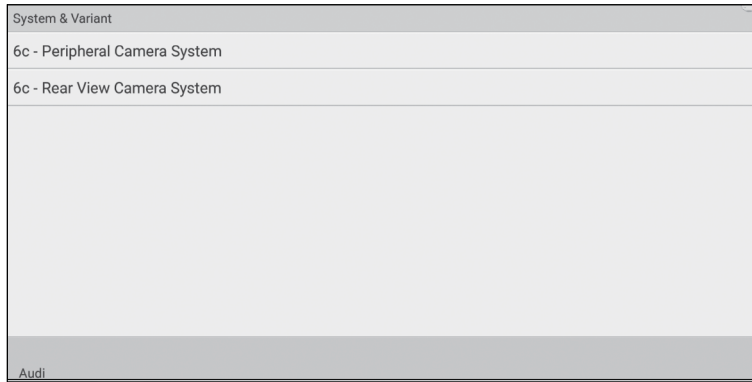 System & Variant
6c - Peripheral Camera System
6c - Rear View Camera System
Audi